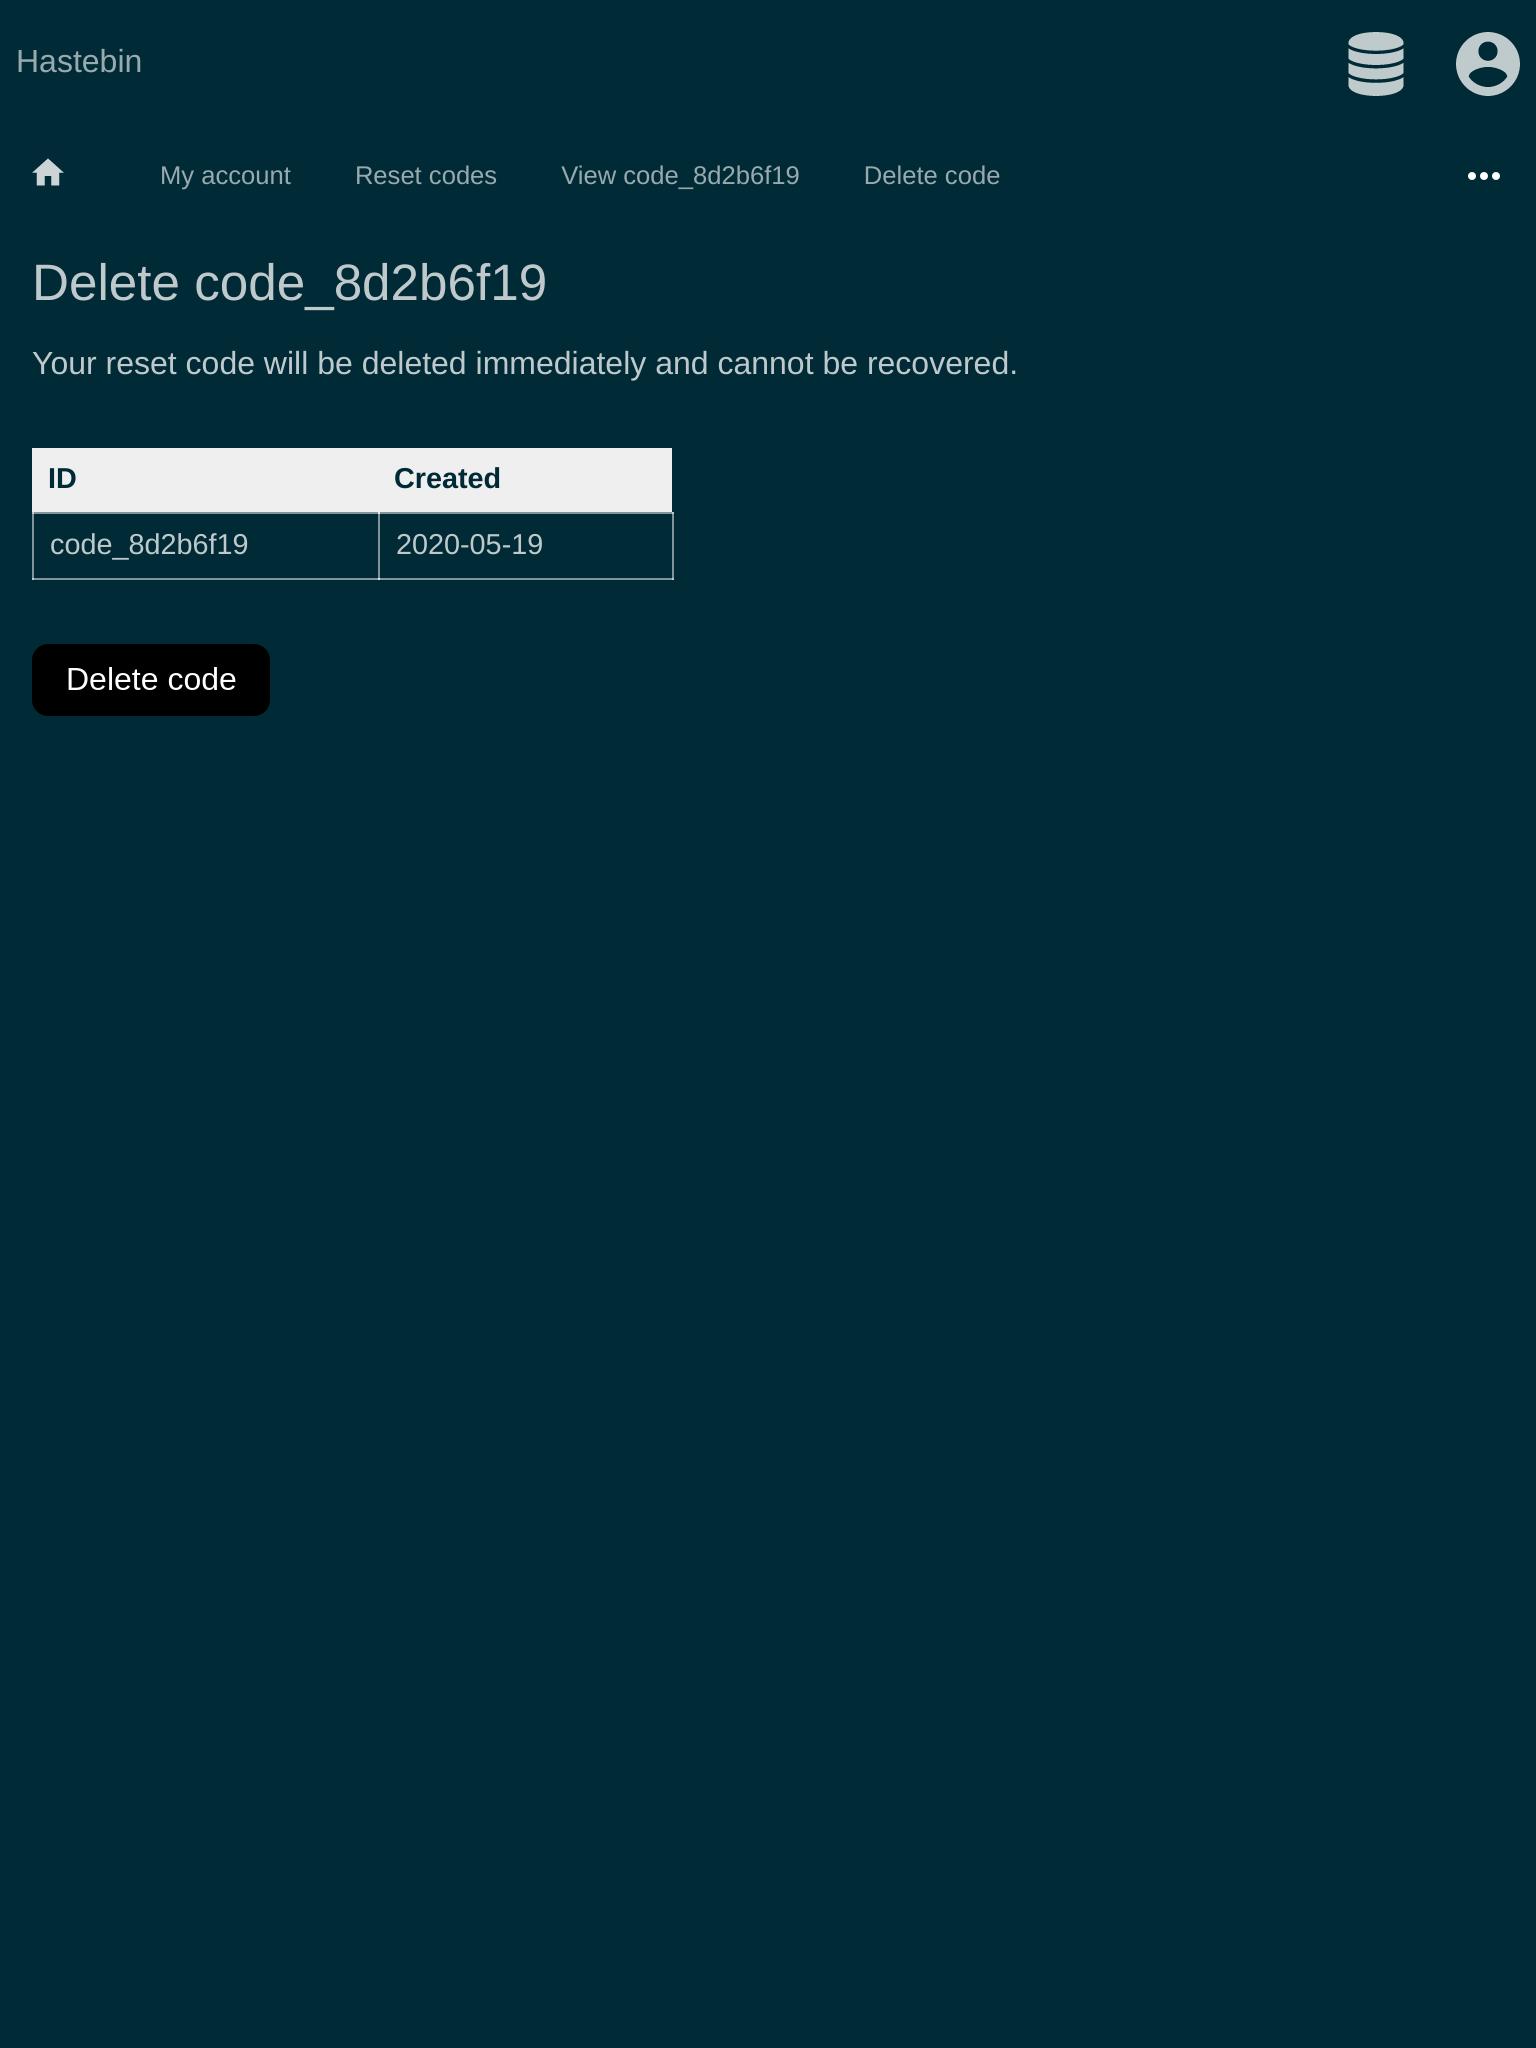 Hastebin
My account Reset codes View code_8d2b6f19 Delete code
Delete code_8d2b6f19
Your reset code will be deleted immediately and cannot be recovered.
ID Created
code_8d2b6f19 2020-05-19
Delete code